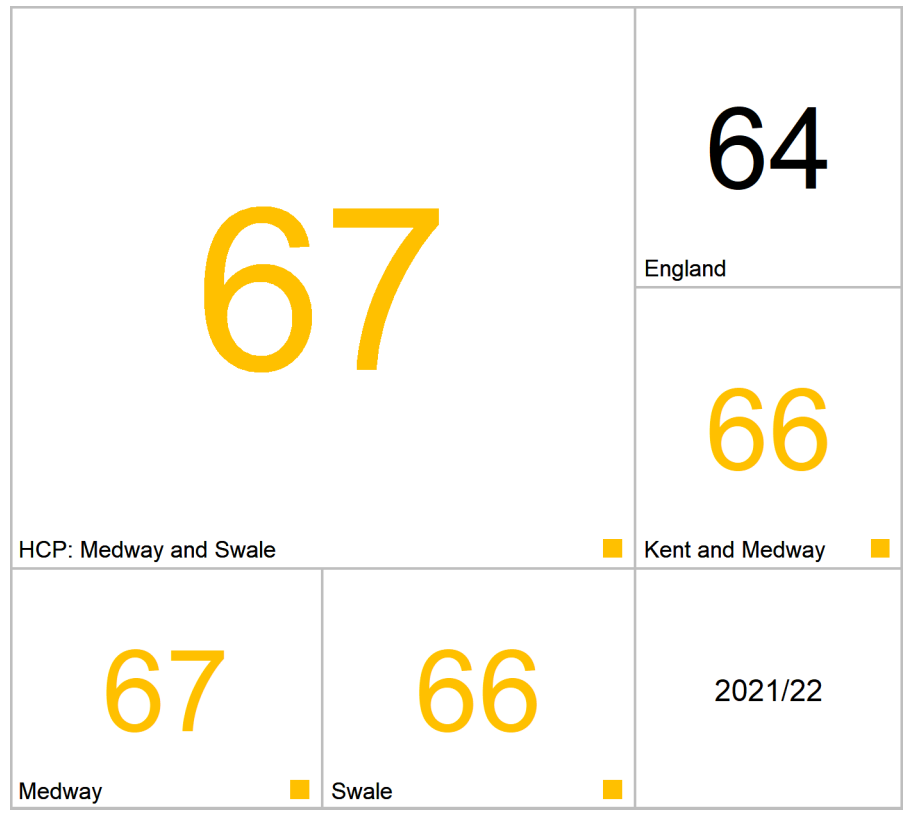 67
HCP: Medway and Swale
64
England
66
Kent and Medway
67
Medway
66
Swale
2021/22